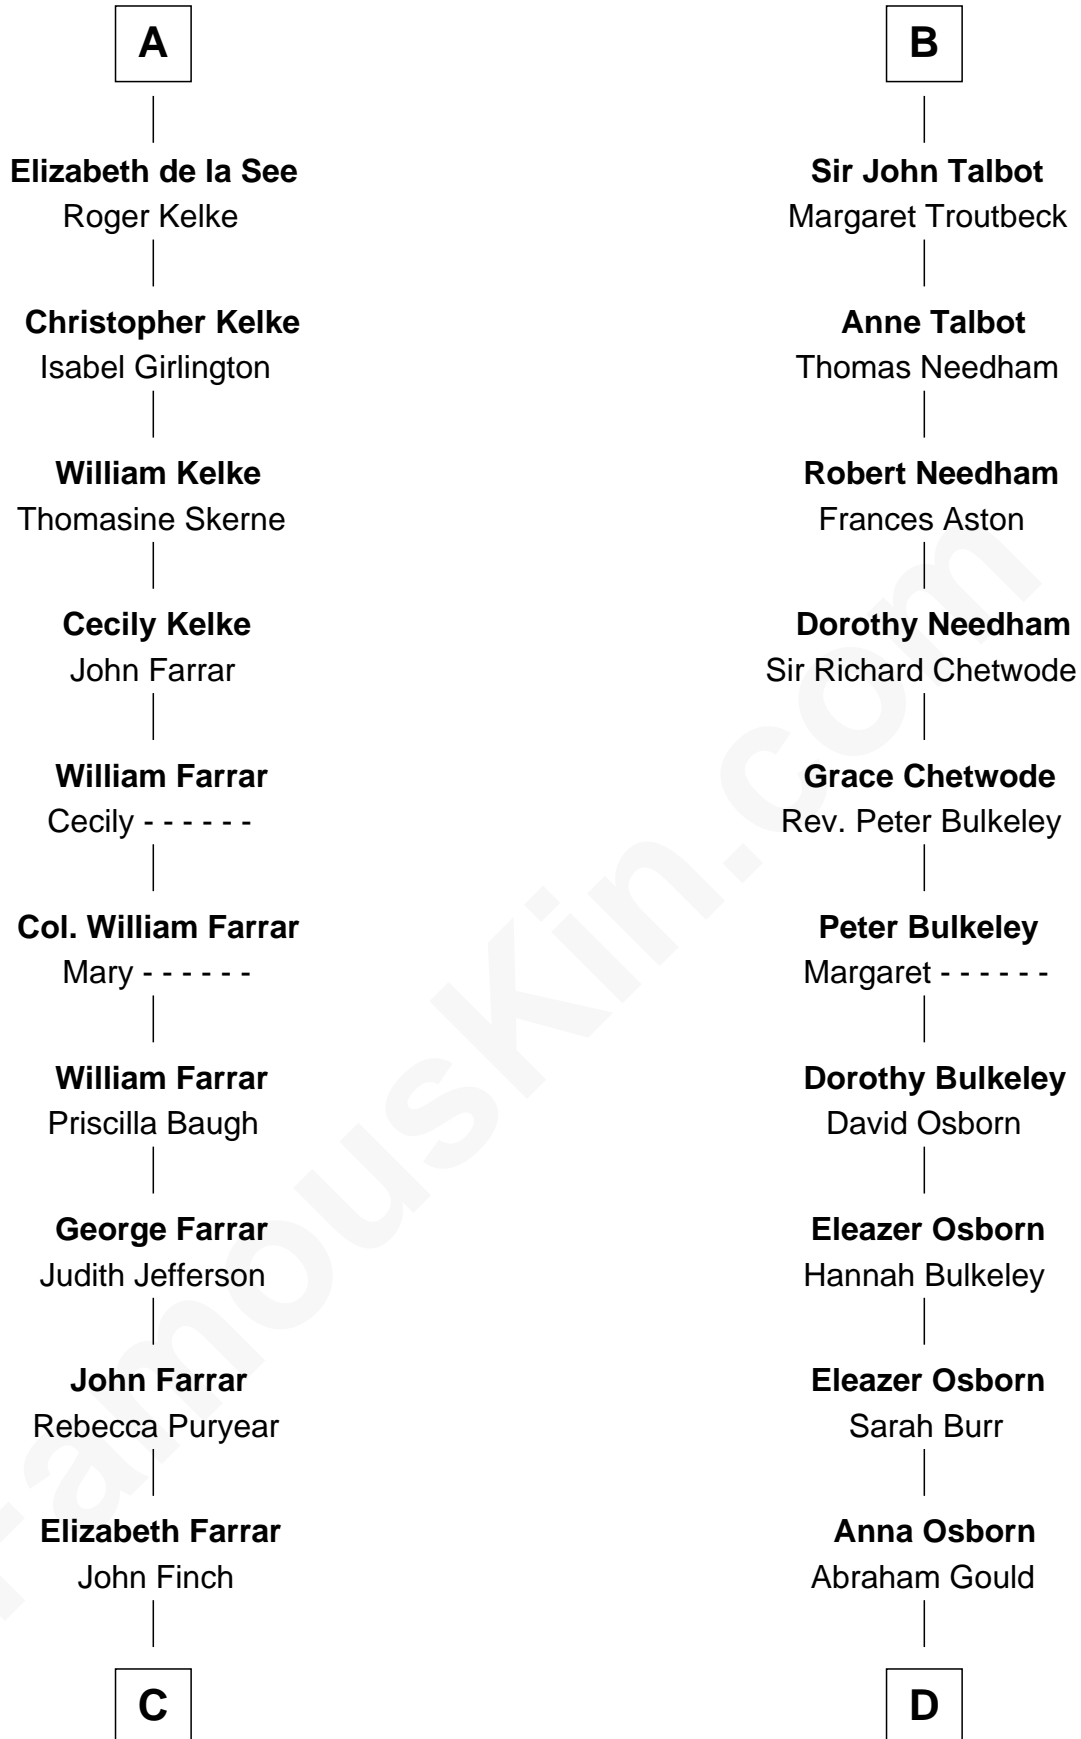 A
Elizabeth de la See
Roger Kelke
Christopher Kelke
Isabel Girlington
William Kelke
Thomasine Skerne
Cecily Kelke
John Farrar
William Farrar
Cecily - - - - - -
Col. William Farrar
Mary - - - - - -
William Farrar
Priscilla Baugh
George Farrar
Judith Jefferson
John Farrar
Rebecca Puryear
Elizabeth Farrar
John Finch
C
B
Sir John Talbot
Margaret Troutbeck
Anne Talbot
Thomas Needham
Robert Needham
Frances Aston
Dorothy Needham
Sir Richard Chetwode
Grace Chetwode
Rev. Peter Bulkeley
Peter Bulkeley
Margaret - - - - - -
Dorothy Bulkeley
David Osborn
Eleazer Osborn
Hannah Bulkeley
Eleazer Osborn
Sarah Burr
Anna Osborn
Abraham Gould
D
FamousKin.com